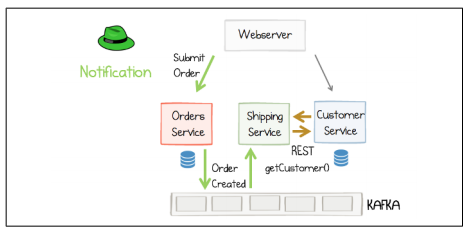 Webserver
Submit
Order
Notification
Orders
Service
Shipping
Service
Customer
Service
REST
getCustomer()
Order
Created
KAFKA